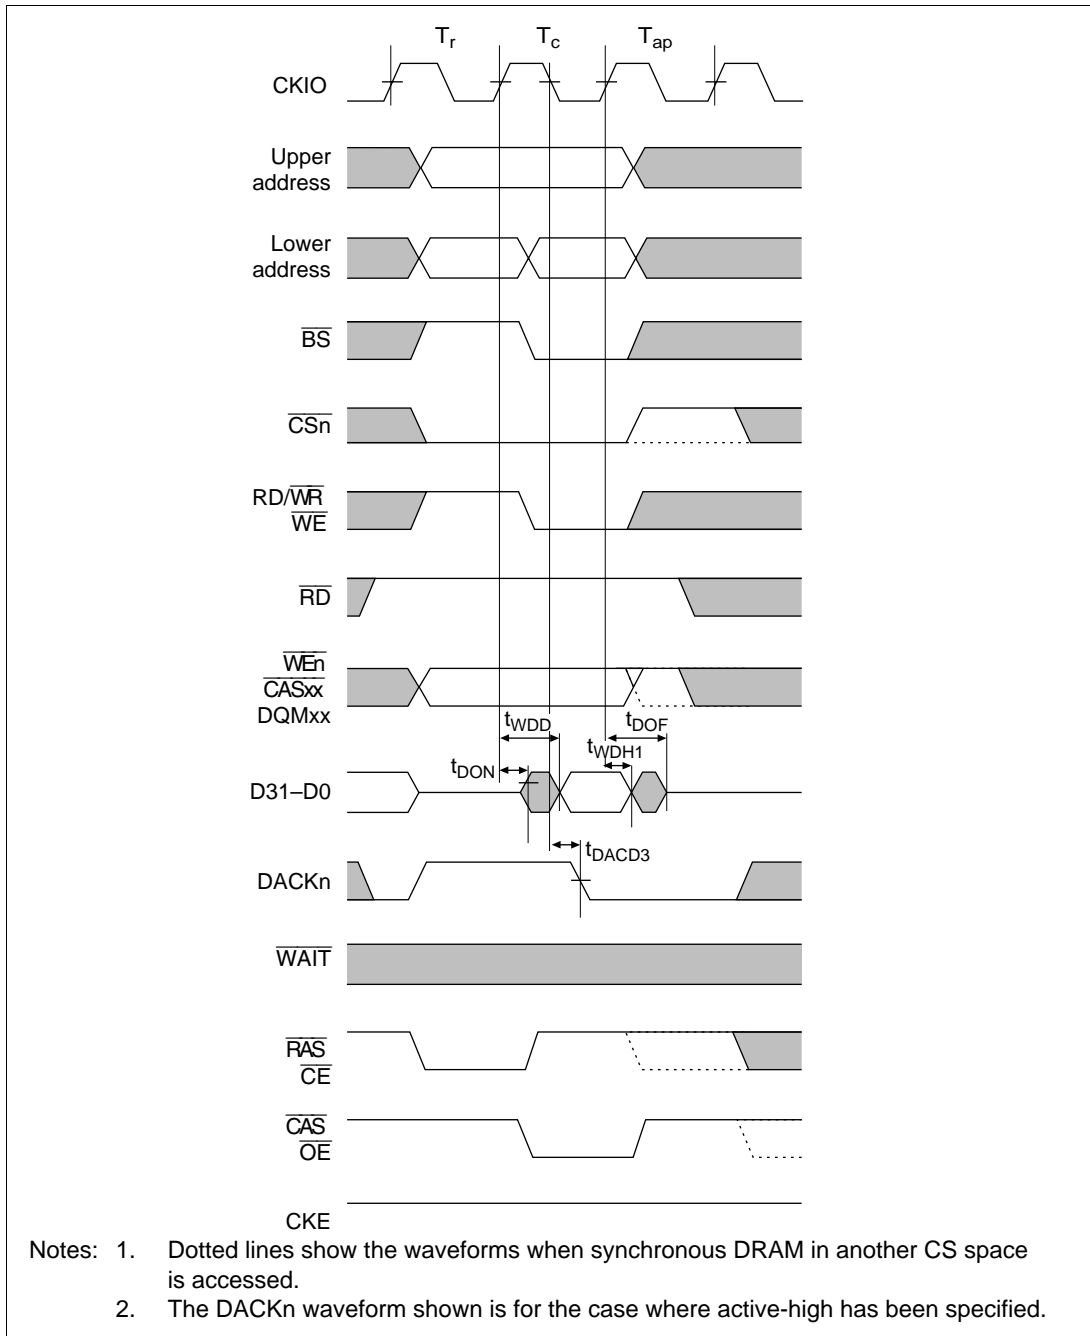 Tr Tc Tap
CKIO
Upper
address
Lower
address
BS
CSn
RD/WR
WE
RD
WEn
CASxx
DQMxx
tWDD tDOF
tWDH1
tDON
D31–D0
tDACD3
DACKn
WAIT
RAS
CE
CAS
OE
CKE
Notes: 1. Dotted lines show the waveforms when synchronous DRAM in another CS space
is accessed.
2. The DACKn waveform shown is for the case where active-high has been specified.